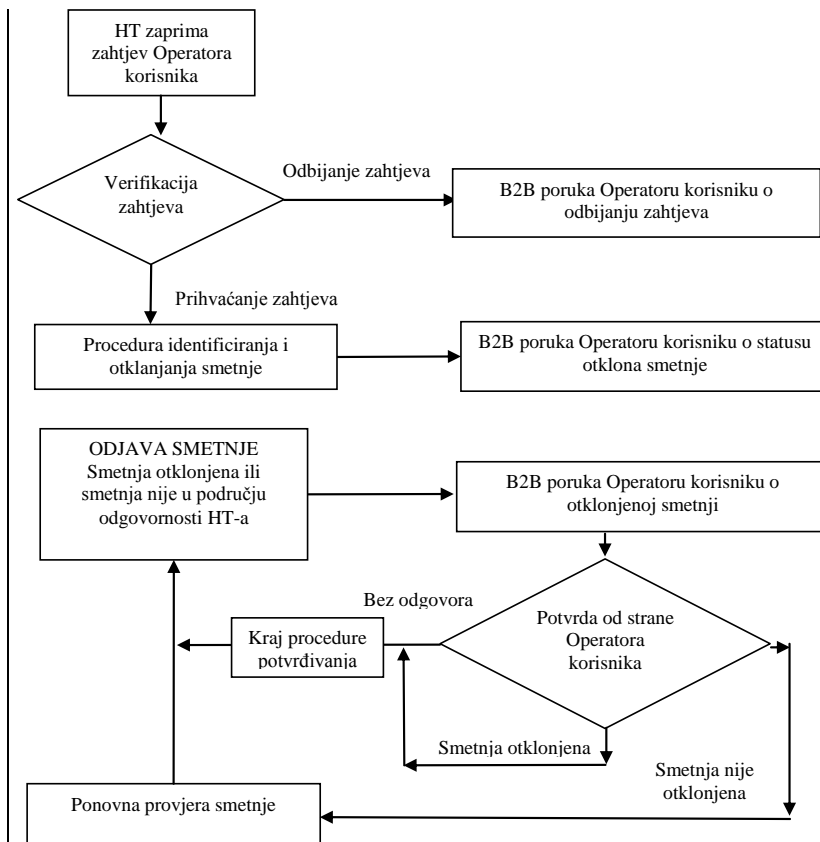 HT zaprima
zahtjev Operatora
korisnika
Verifikacija
zahtjeva
Odbijanje zahtjeva
B2B poruka Operatoru korisniku o
odbijanju zahtjeva
Prihvaćanje zahtjeva
Procedura identificiranja i
otklanjanja smetnje
B2B poruka Operatoru korisniku o statusu
otklona smetnje
ODJAVA SMETNJE
Smetnja otklonjena ili
smetnja nije u području
odgovornosti HT-a
B2B poruka Operatoru korisniku o
otklonjenoj smetnji
Bez odgovora
Kraj procedure
potvrđivanja
Potvrda od strane
Operatora
korisnika
Smetnja otklonjena
Smetnja nije
otklonjena
Ponovna provjera smetnje